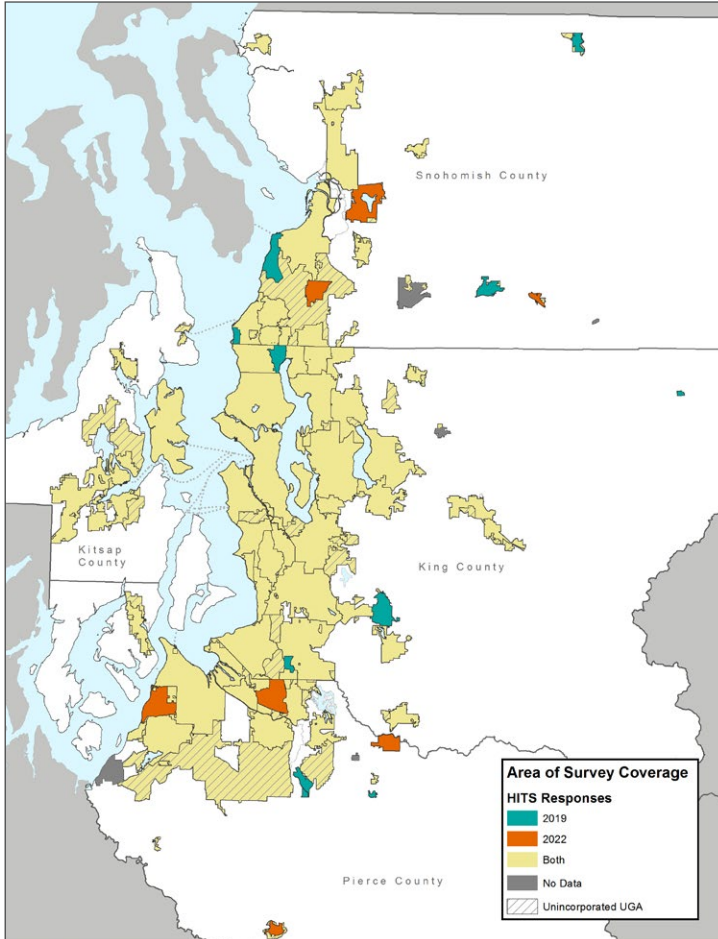 Snohomish County
Kitsap
County
King County
Pierce County
Area of Survey Coverage
HITS Responses
2019
2022
Both
No Data
Unincorporated UGA